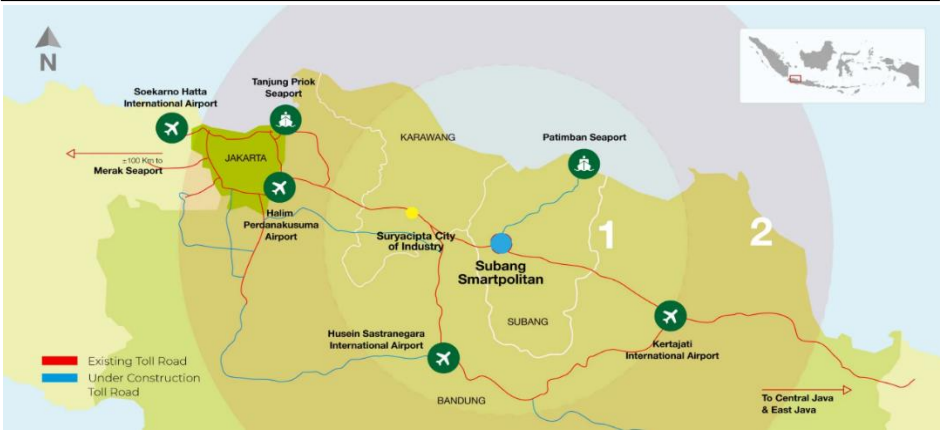 N
Soekarno Hatta
International Airport
Tanjung Priok
Seaport
KARAWANG
Patimban Seaport
JAKARTA
±100 Km to
Merak Seaport
Halim
Perdanakusuma
Airport
Suryacipta City
of Industry
1
2
Subang
Smartpolitan
SUBANG
Husein Sastranegara
International Airport
Kertajati
International Airport
Existing Toll Road
Under Construction
Toll Road
BANDUNG
To Central Java
& East Java